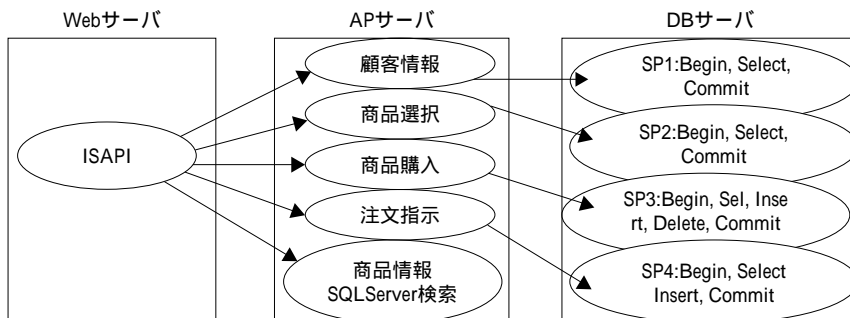 Webサーバ
APサーバ
DBサーバ
ISAPI
顧客情報
商品選択
商品購入
注文指示
商品情報
SQLServer検索
SP1:Begin, Select,
Commit
SP2:Begin, Select,
Commit
SP3:Begin, Sel, Inse
rt, Delete, Commit
SP4:Begin, Select
Insert, Commit